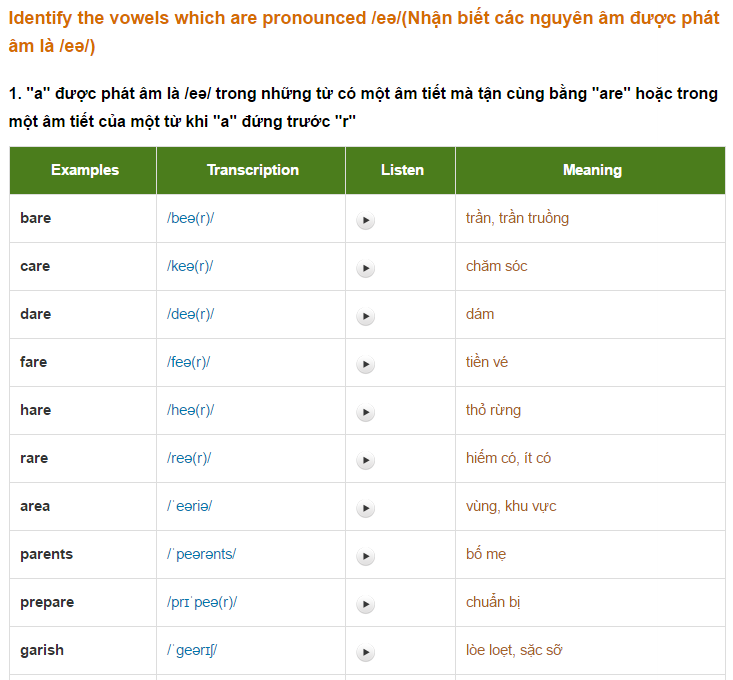 Identify the vowels which are pronounced /eə/(Nhận biết các nguyên âm được phát
âm là /eə/)
1. "a" được phát âm là /eə/ trong những từ có một âm tiết mà tận cùng bằng "are" hoặc trong
một âm tiết của một từ khi "a" đứng trước "r"
Examples Transcription Listen Meaning
bare /beə(r)/ trần, trần truồng
care /keə(r)/ chăm sóc
dare /deə(r)/ dám
fare /feə(r)/ tiền vé
hare /heə(r)/ thỏ rừng
rare /reə(r)/ hiếm có, ít có
area /ˈeəriə/ vùng, khu vực
parents /ˈpeərənts/ bố mẹ
prepare /prɪˈpeə(r)/ chuẩn bị
garish /ˈgeərɪʃ/ lòe loẹt, sặc sỡ